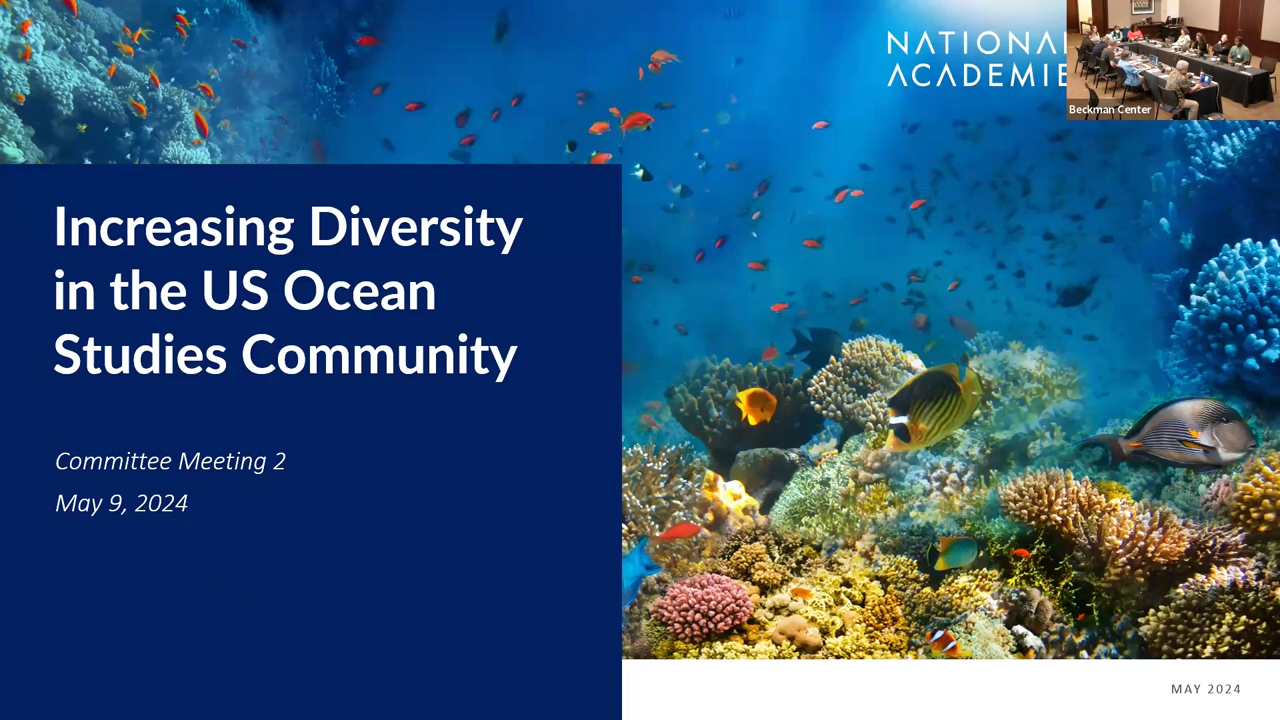 NATIONAL
ACADEMIE
Beckman Center
Increasing Diversity
in the US Ocean
Studies Community
Committee Meeting 2
May 9, 2024
MAY 2024